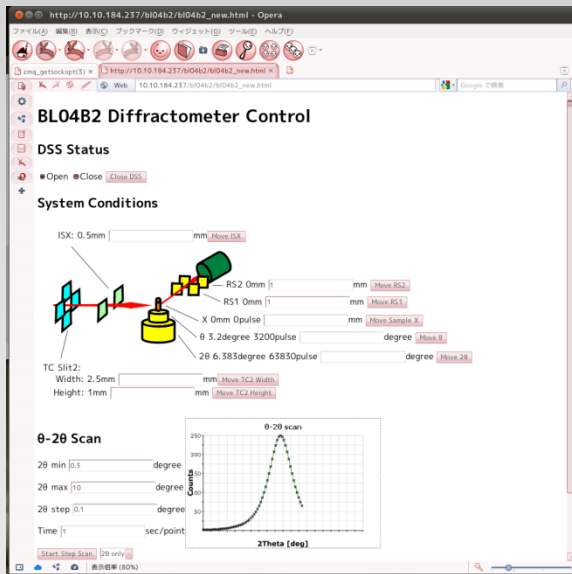 http://10.10.184.237/bl04b2/bl04b2_new.html - Opera
ファイル(A) 編集(B) 表示(C) ブックマーク(D) ウィジェット(G) ツール(E) ヘルプ(F)
zmq_getsockopt(3) × http://10.10.184.237/bl04b2/bl04b2_new.html ×
Web 10.10.184.237/bl04b2/bl04b2_new.html Google で検索
BL04B2 Diffractometer Control
DSS Status
Open Close Close DSS
System Conditions
ISX: 0.5mm mm Move ISX
RS2 0mm 1 mm Move RS2
RS1 0mm 1 mm Move RS1
X 0mm 0pulse mm Move Sample X
θ 3.2degree 3200pulse degree Move θ
2θ 6.383degree 63830pulse degree Move 2θ
TC Slit2:
Width: 2.5mm mm Move TC2 Width
Height: 1mm mm Move TC2 Height
θ-2θ Scan
2θ min 0.3 degree
2θ max 10 degree
2θ step 0.1 degree
Time 1 sec/point
Start Step Scan 2θ only
θ-2θ scan
Counts
250
200
150
100
50
2Theta [deg]
表示倍率 (80%)